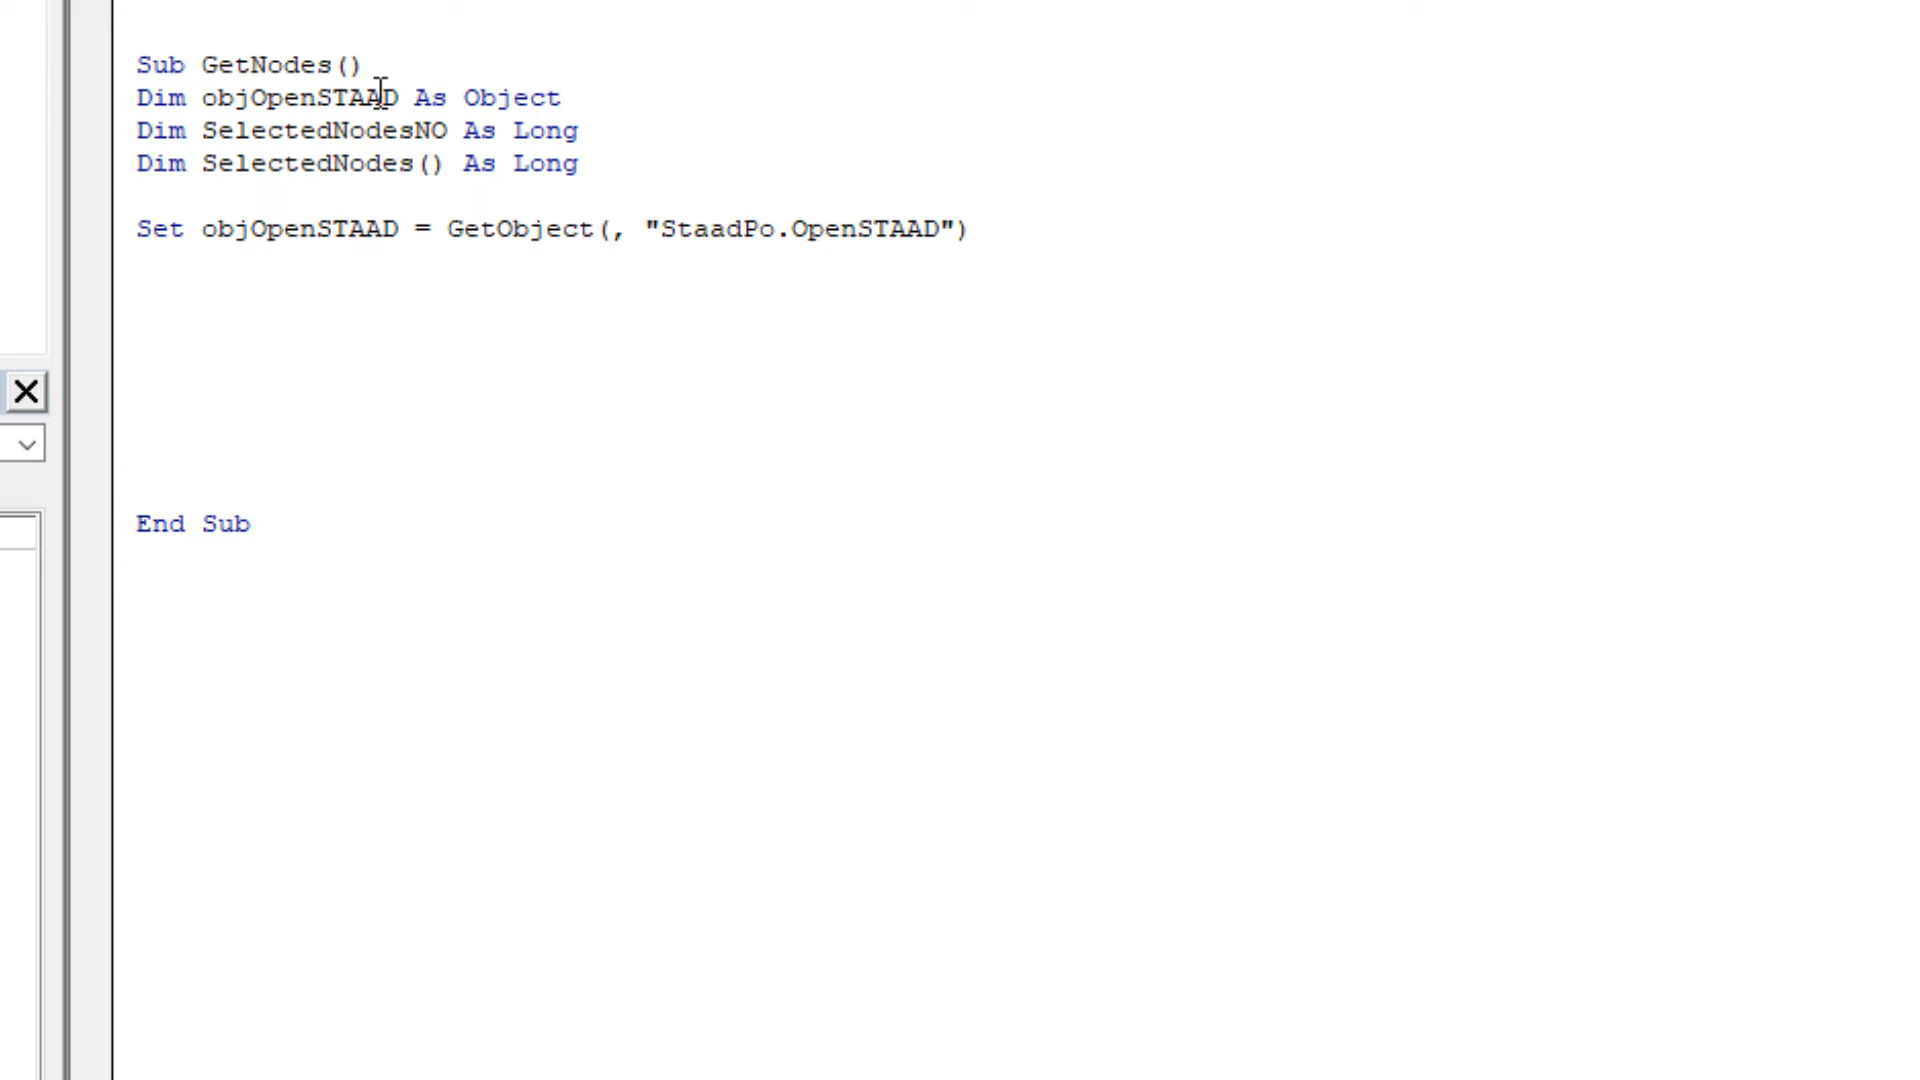 Sub GetNodes()
Dim objOpenSTAAD As Object
Dim SelectedNodesNO As Long
Dim SelectedNodes() As Long
Set objOpenSTAAD = GetObject(, "StaadPo.OpenSTAAD")
End Sub